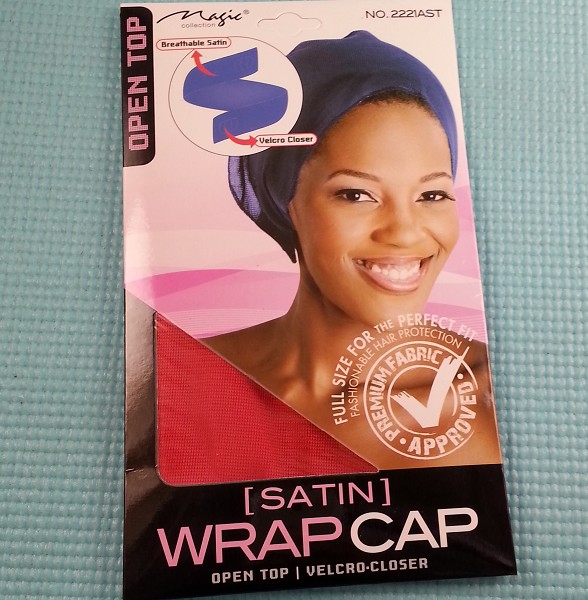 OPEN TOP
Magic®
collection
NO. 2221AST
Breathable Satin
Velcro Closer
FULL SIZE FOR THE PERFECT FIT
FASHIONABLE HAIR PROTECTION
PREMIUM FABRIC
• APPROVED •
[SATIN]
WRAP CAP
OPEN TOP | VELCRO•CLOSER